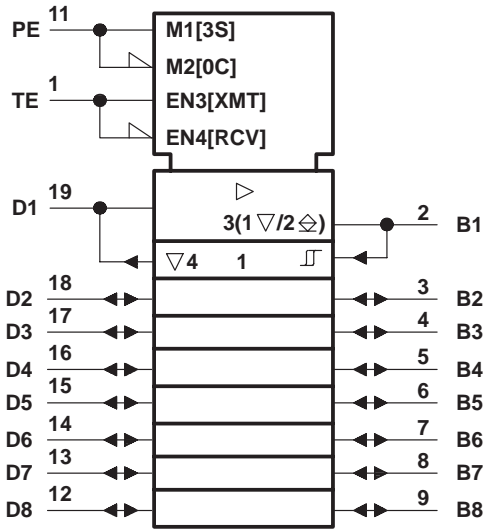 PE 11 M1[3S]
M2[0C]
TE 1 EN3[XMT]
EN4[RCV]
D1 19 ▷
3(1 ▽/2 ⎒) 2 B1
▽4 1 ⎎
D2 18 3 B2
D3 17 4 B3
D4 16 5 B4
D5 15 6 B5
D6 14 7 B6
D7 13 8 B7
D8 12 9 B8